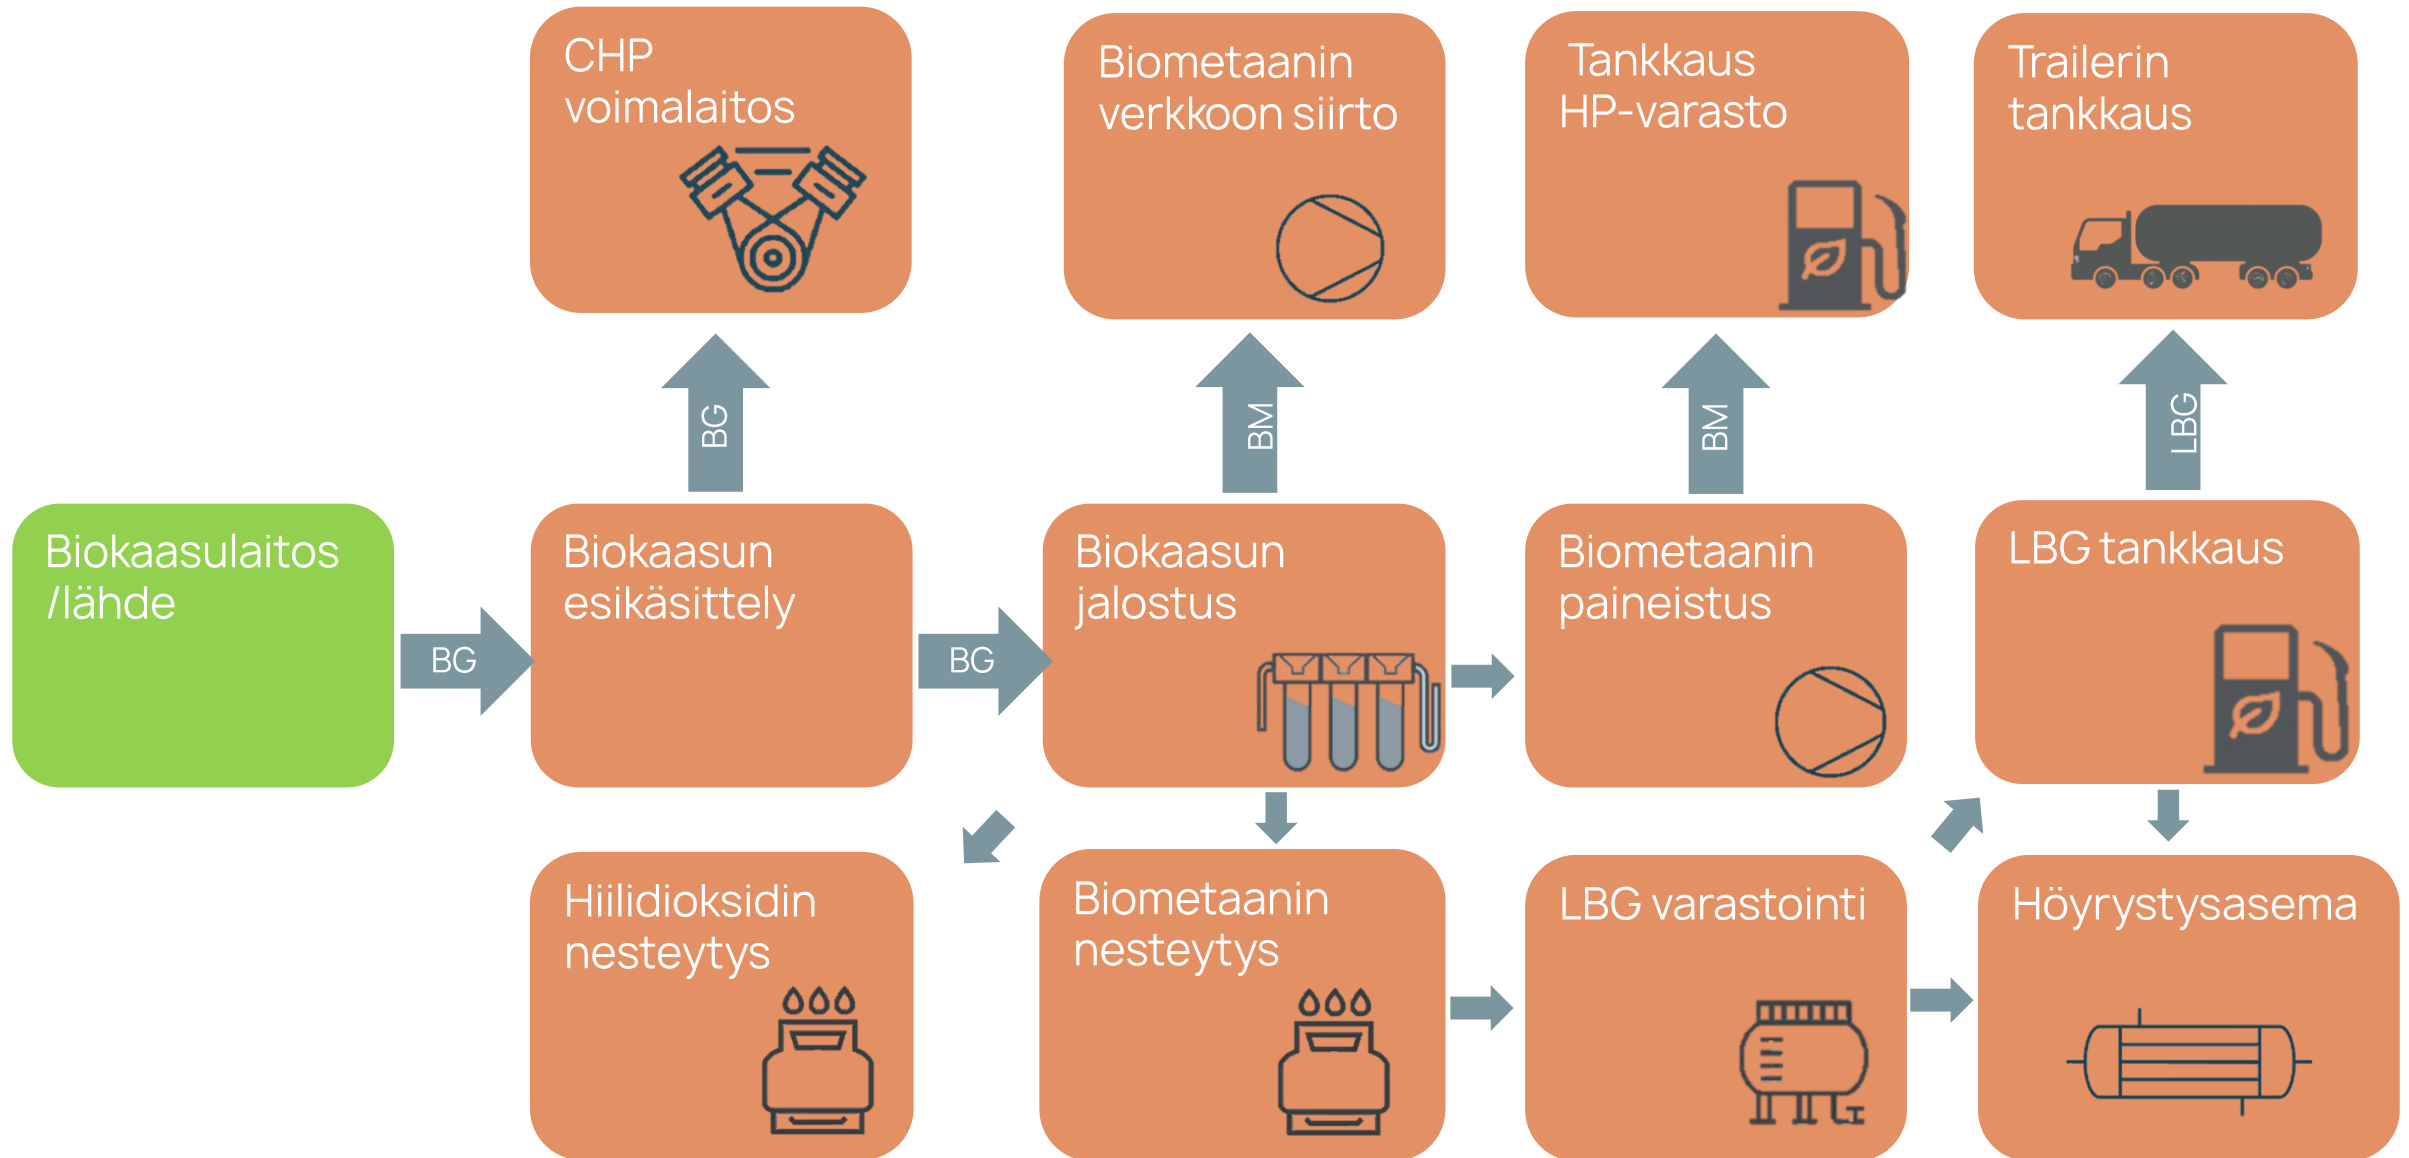 CHP
voimalaitos
Biometaanin
verkkoon siirto
Tankkaus
HP-varasto
Trailerin
tankkaus
BG
BM
BM
LBG
Biokaasulaitos
/lähde
BG
Biokaasun
esikäsittely
BG
Biokaasun
jalostus
Biometaanin
paineistus
LBG tankkaus
Hiilidioksidin
nesteytys
Biometaanin
nesteytys
LBG varastointi
Höyrystysasema